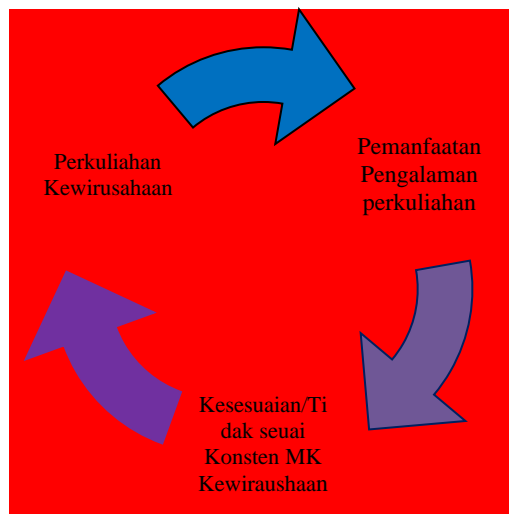 Perkuliahan
Kewirusahaan
Pemanfaatan
Pengalaman
perkuliahan
Kesesuaian/Ti
dak seuai
Konsten MK
Kewiraushaan